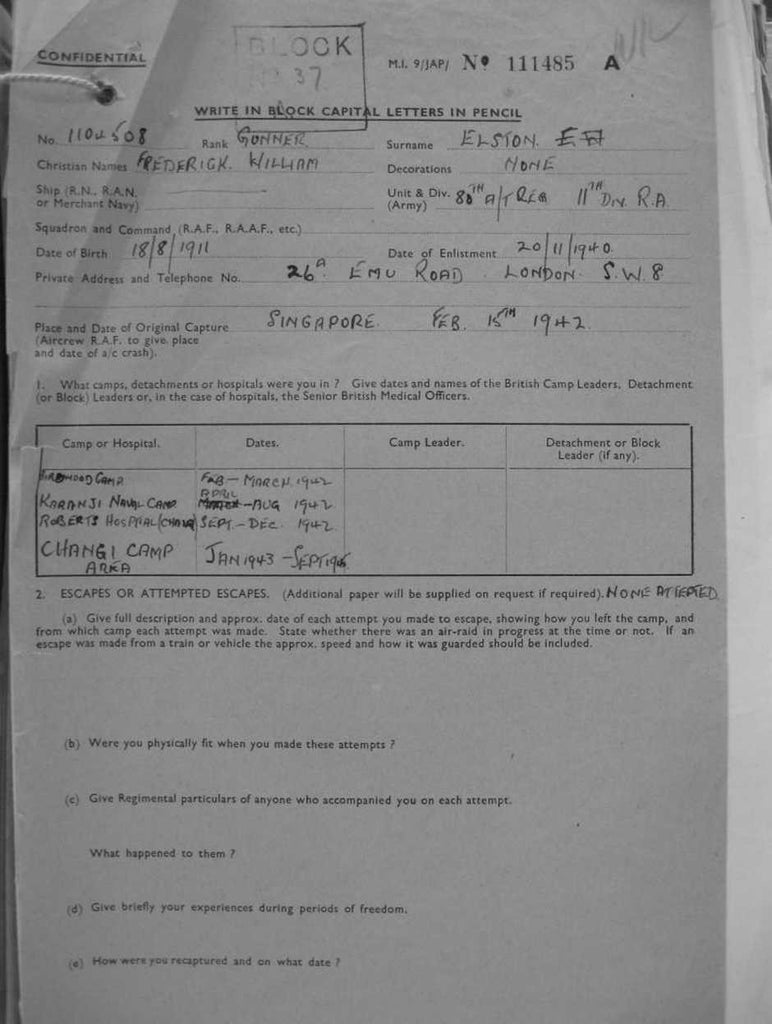 CONFIDENTIAL
BLOCK
37
M.I. 9/JAP/ No 111485 A
WRITE IN BLOCK CAPITAL LETTERS IN PENCIL
No. 1104508 Rank GUNNER Surname ELSTON
Christian Names FREDERICK. WILLIAM Decorations NONE
Ship (R.N., R.A.N. or Merchant Navy)
Unit & Div. (Army) 80TH A/T REG 11TH DIV. R.A.
Squadron and Command, (R.A.F., R.A.A.F., etc.)
Date of Birth 18/8/1911 Date of Enlistment 20/11/1940.
Private Address and Telephone No. 26A EMU ROAD. LONDON. S.W.8
Place and Date of Original Capture SINGAPORE. FEB. 15TH 1942.
(Aircrew R.A.F. to give place
and date of a/c crash).
1. What camps, detachments or hospitals were you in ? Give dates and names of the British Camp Leaders, Detachment
(or Block) Leaders or, in the case of hospitals, the Senior British Medical Officers.
Camp or Hospital. Dates. Camp Leader. Detachment or Block
Leader (if any).
CAMP FEB – MARCH 1942
KARANJI NAVAL CAMP APRIL – AUG 1942
ROBERTS HOSPITAL (CHANGI) SEPT. – DEC. 1942
CHANGI CAMP JAN 1943 – SEPT 1945
AREA
2. ESCAPES OR ATTEMPTED ESCAPES. (Additional paper will be supplied on request if required). NONE ATTEPTED
(a) Give full description and approx. date of each attempt you made to escape, showing how you left the camp, and
from which camp each attempt was made. State whether there was an air-raid in progress at the time or not. If an
escape was made from a train or vehicle the approx. speed and how it was guarded should be included.
(b) Were you physically fit when you made these attempts ?
(c) Give Regimental particulars of anyone who accompanied you on each attempt.
What happened to them ?
(d) Give briefly your experiences during periods of freedom.
(e) How were you recaptured and on what date ?